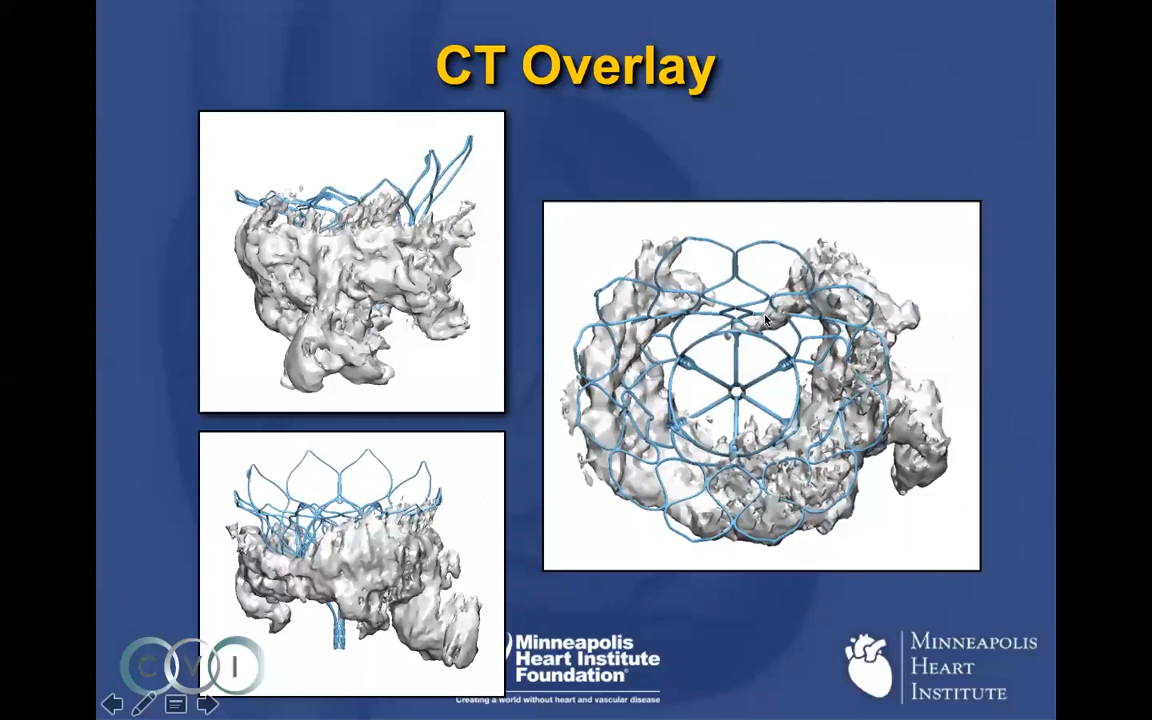 CT Overlay
CVI
Minneapolis
Heart Institute
Foundation®
Creating a world without heart and vascular disease
MINNEAPOLIS
HEART
INSTITUTE